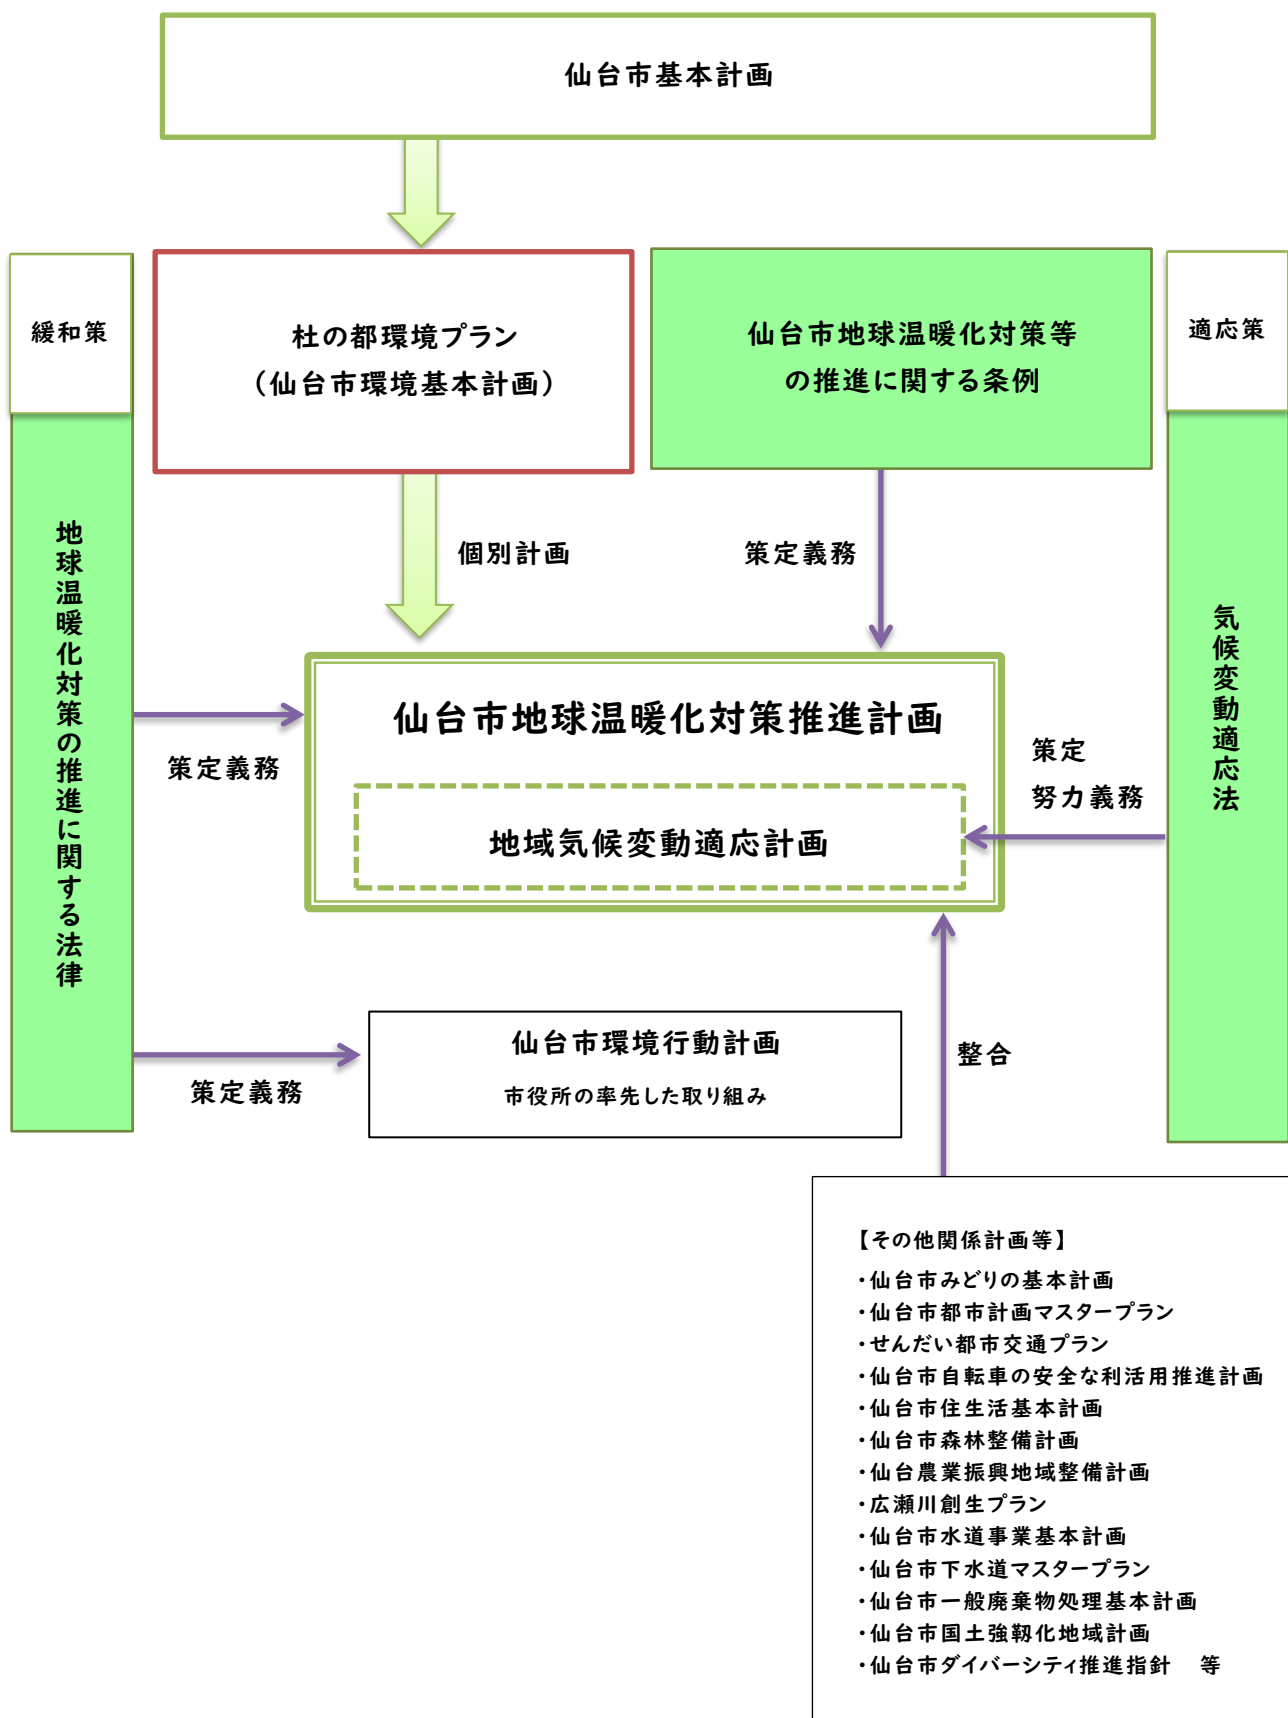 仙台市基本計画
緩和策
杜の都環境プラン
（仙台市環境基本計画）
仙台市地球温暖化対策等
の推進に関する条例
適応策
地球温暖化対策の推進に関する法律
個別計画
策定義務
気候変動適応法
仙台市地球温暖化対策推進計画
策定義務
策定
努力義務
地域気候変動適応計画
仙台市環境行動計画
市役所の率先した取り組み
策定義務
整合
【その他関係計画等】
・仙台市みどりの基本計画
・仙台市都市計画マスタープラン
・せんだい都市交通プラン
・仙台市自転車の安全な利活用推進計画
・仙台市住生活基本計画
・仙台市森林整備計画
・仙台農業振興地域整備計画
・広瀬川創生プラン
・仙台市水道事業基本計画
・仙台市下水道マスタープラン
・仙台市一般廃棄物処理基本計画
・仙台市国土強靱化地域計画
・仙台市ダイバーシティ推進指針　等